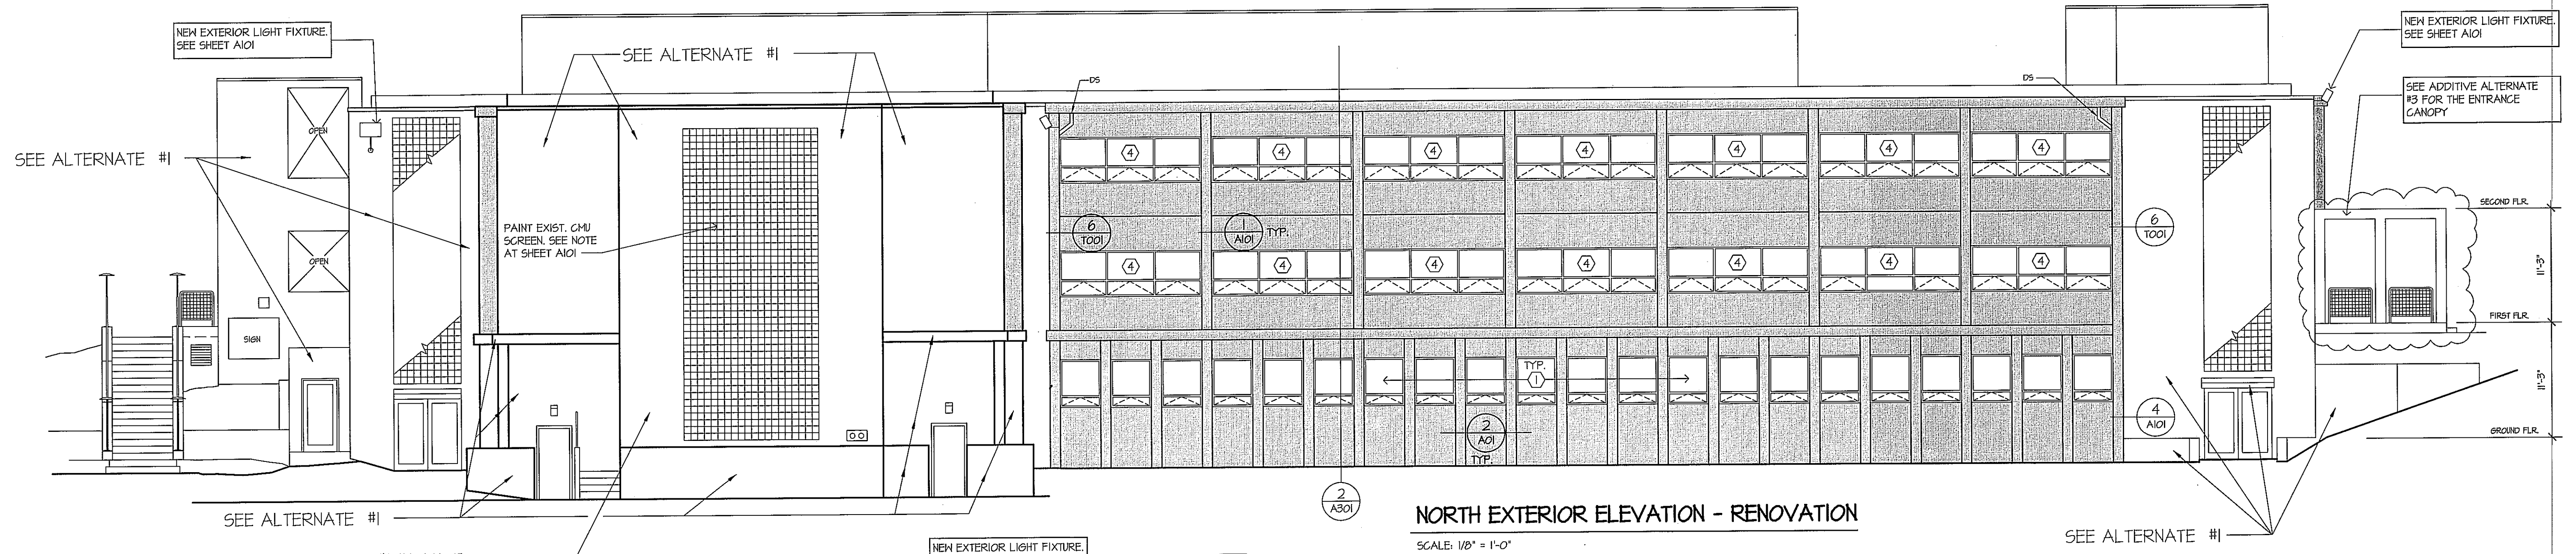 NEW EXTERIOR LIGHT FIXTURE.
SEE SHEET A101
SEE ALTERNATE #1
DS
DS
NEW EXTERIOR LIGHT FIXTURE.
SEE SHEET A101
SEE ADDITIVE ALTERNATE
#3 FOR THE ENTRANCE
CANOPY
OPEN
SEE ALTERNATE #1
4
4
4
4
4
4
4
PAINT EXIST. CMU
SCREEN. SEE NOTE
AT SHEET A101
6
T001
1
A101
TYP.
6
T001
SECOND FLR.
OPEN
4
4
4
4
4
4
4
11'-3"
SIGN
FIRST FLR.
TYP.
1
11'-3"
2
A01
TYP.
4
A101
GROUND FLR.
2
A301
SEE ALTERNATE #1
NORTH EXTERIOR ELEVATION - RENOVATION
SCALE: 1/8" = 1'-0"
SEE ALTERNATE #1
NEW EXTERIOR LIGHT FIXTURE.